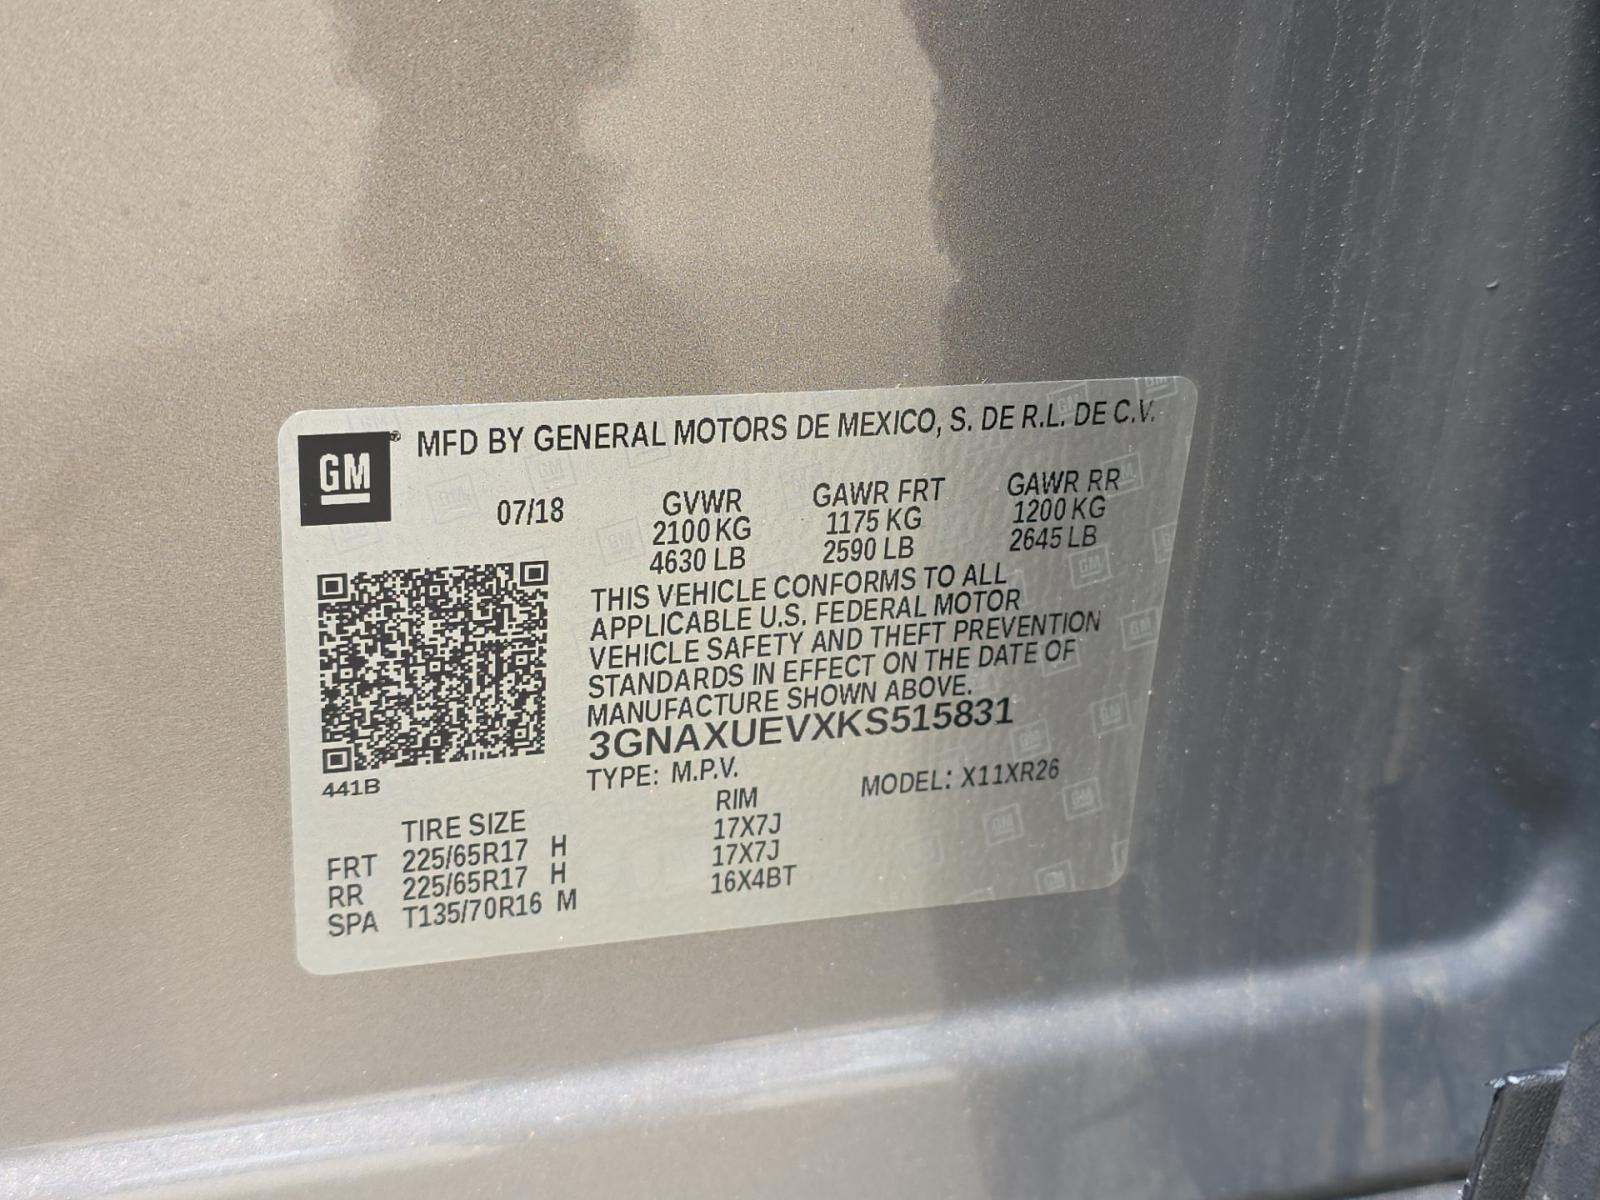 GM
MFD BY GENERAL MOTORS DE MEXICO, S. DE R.L. DE C.V.
07/18 GVWR GAWR FRT GAWR RR
2100 KG 1175 KG 1200 KG
4630 LB 2590 LB 2645 LB
THIS VEHICLE CONFORMS TO ALL
APPLICABLE U.S. FEDERAL MOTOR
VEHICLE SAFETY AND THEFT PREVENTION
STANDARDS IN EFFECT ON THE DATE OF
MANUFACTURE SHOWN ABOVE.
3GNAXUEVXKS515831
TYPE: M.P.V. MODEL: X11XR26
441B
TIRE SIZE RIM
FRT 225/65R17 H 17X7J
RR 225/65R17 H 17X7J
SPA T135/70R16 M 16X4BT